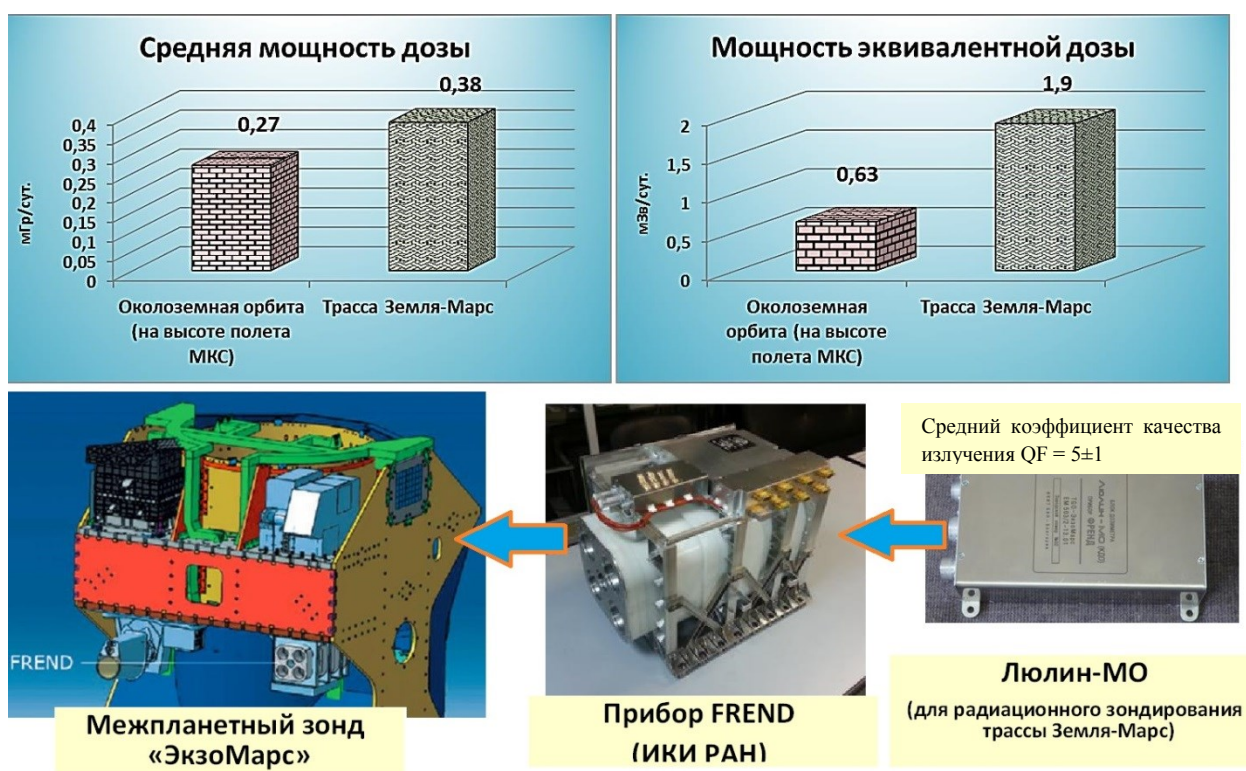 Средняя мощность дозы
0,38
0,27
0,4
0,35
0,3
0,25
0,2
0,15
0,1
0,05
0
мГр/сут.
Околоземная орбита
(на высоте полета
МКС)
Трасса Земля-Марс
Мощность эквивалентной дозы
1,9
0,63
2
1,5
1
0,5
0
мЗв/сут.
Околоземная
орбита (на высоте
полета МКС)
Трасса Земля-Марс
FREND
Межпланетный зонд
«ЭкзоМарс»
Прибор FREND
(ИКИ РАН)
Средний коэффициент качества
излучения QF = 5±1
Люлин-МО
(для радиационного зондирования
трассы Земля-Марс)